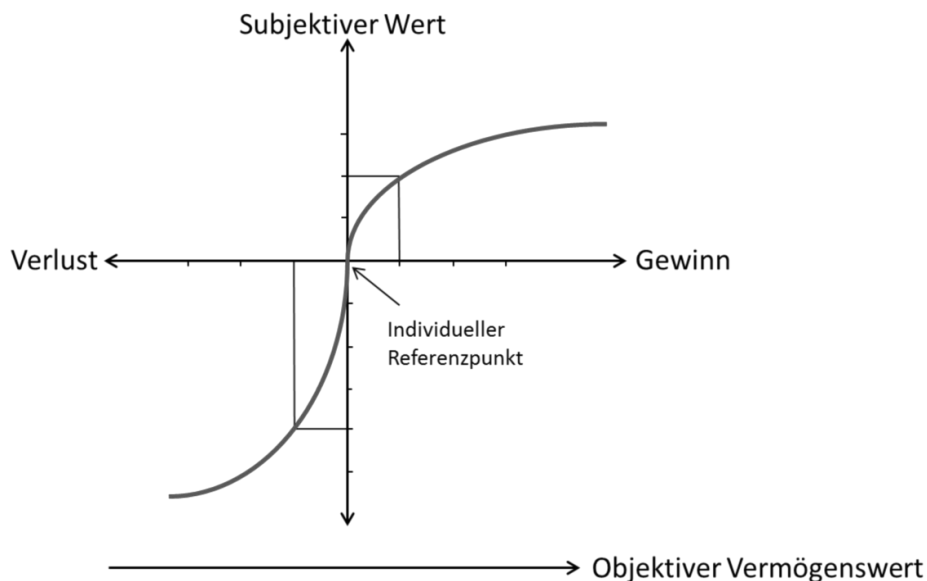 Subjektiver Wert
Verlust
Gewinn
Individueller
Referenzpunkt
Objektiver Vermögenswert